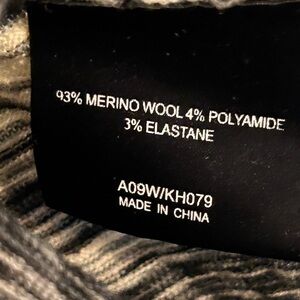 93% MERINO WOOL 4% POLYAMIDE
3% ELASTANE
A09W/KH079
MADE IN CHINA